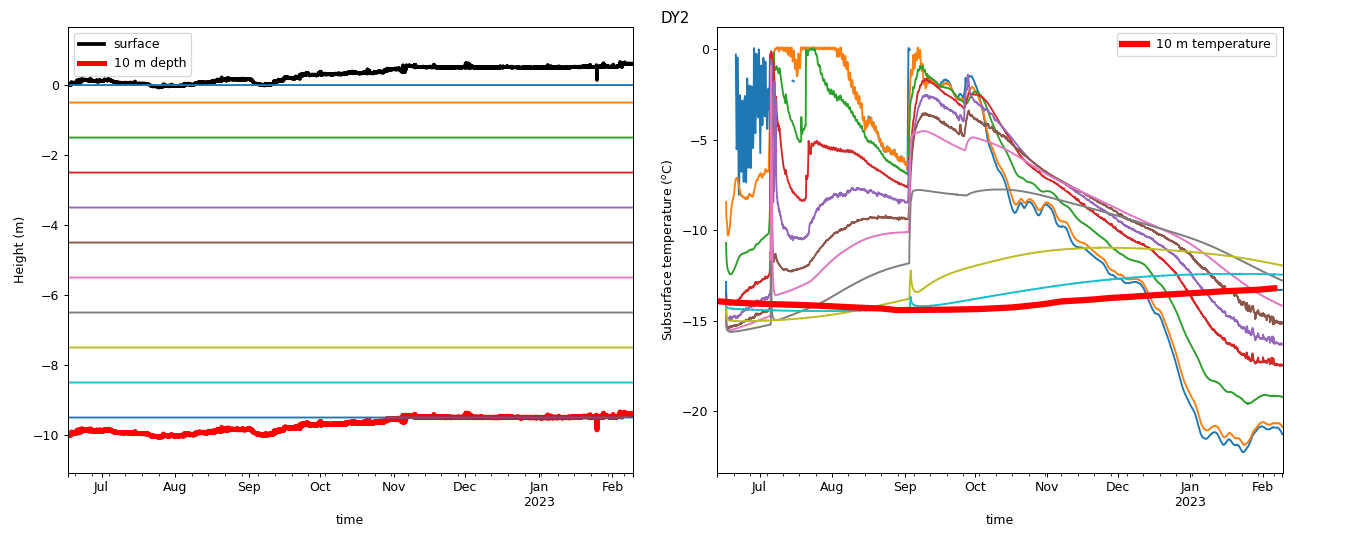 DY2
surface
10 m depth
0
−2
−4
−6
−8
−10
Height (m)
Jul
Aug
Sep
Oct
Nov
Dec
Jan
2023
Feb
time
10 m temperature
0
−5
−10
−15
−20
Subsurface temperature (°C)
Jul
Aug
Sep
Oct
Nov
Dec
Jan
2023
Feb
time